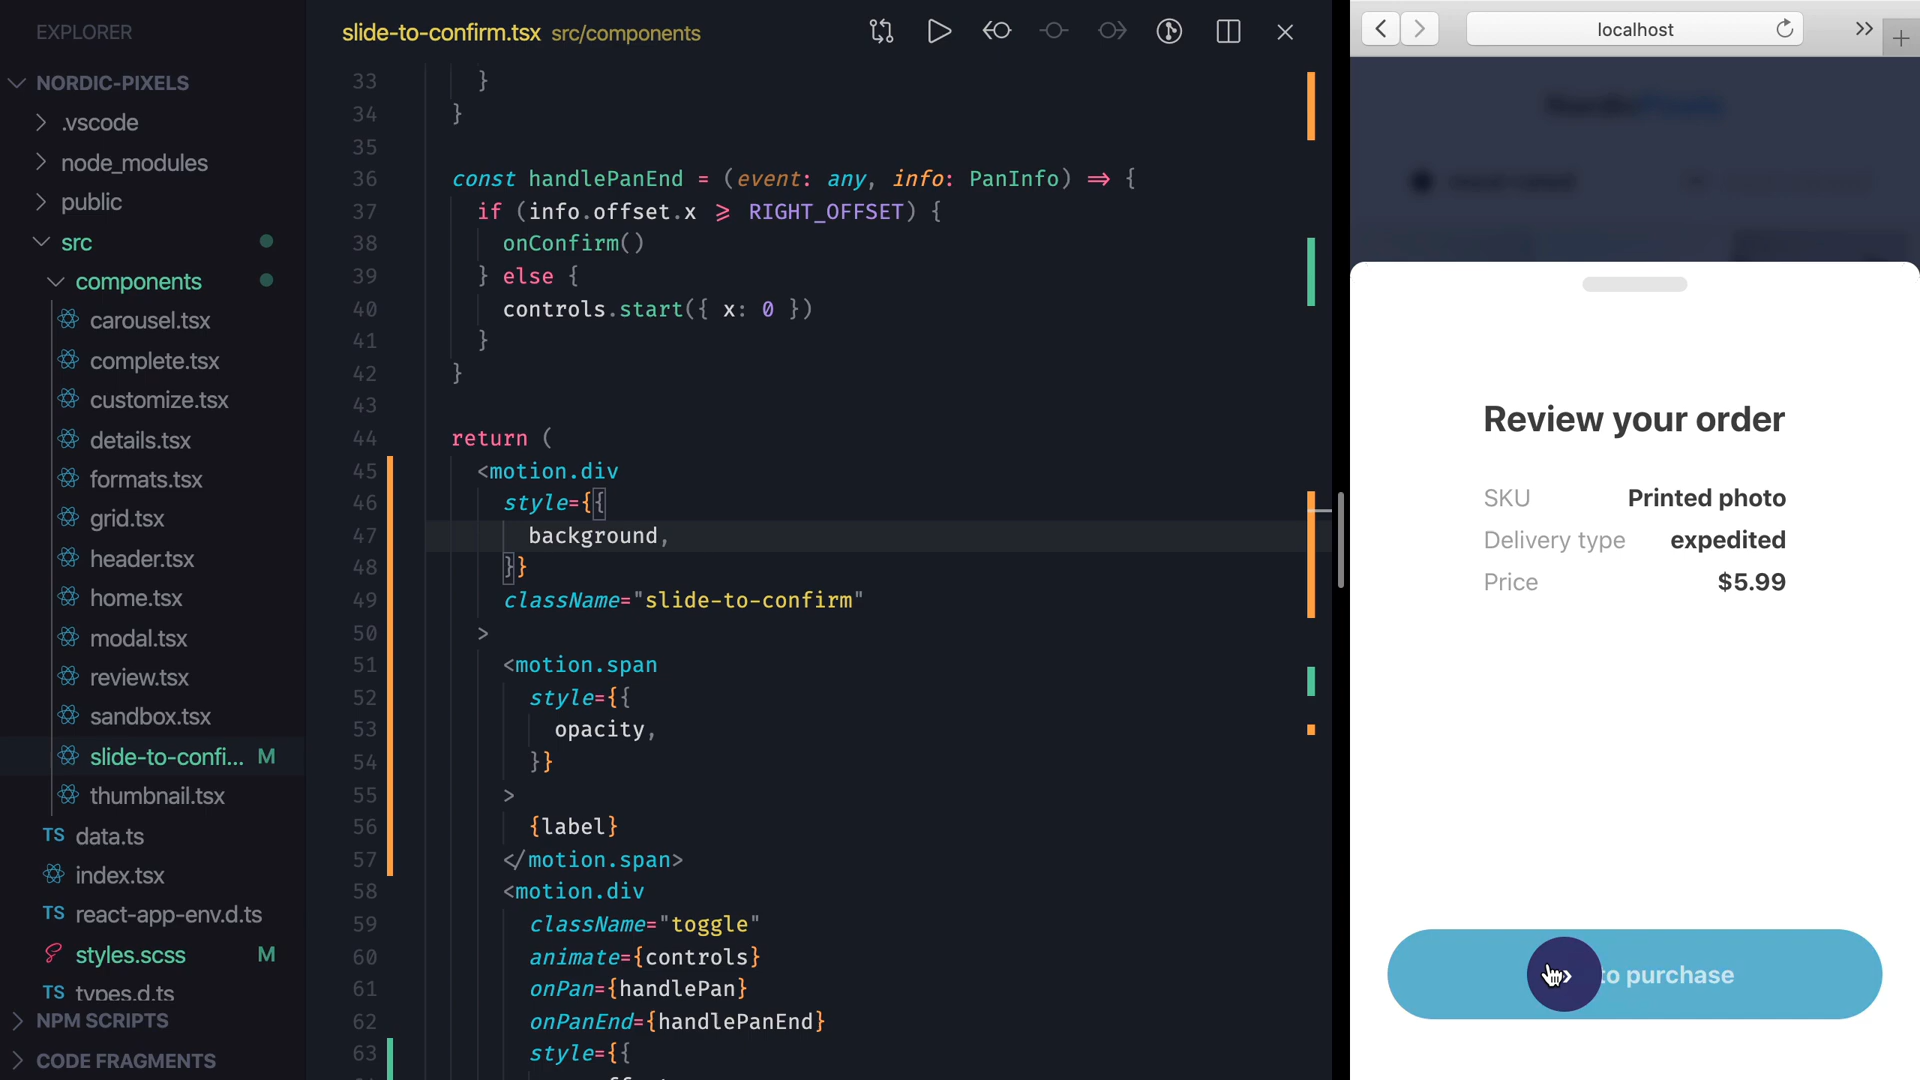 EXPLORER
NORDIC-PIXELS
.vscode
node_modules
public
src
components
carousel.tsx
complete.tsx
customize.tsx
details.tsx
formats.tsx
grid.tsx
header.tsx
home.tsx
modal.tsx
review.tsx
sandbox.tsx
slide-to-confi... M
thumbnail.tsx
TS data.ts
index.tsx
TS react-app-env.d.ts
styles.scss M
TS types.d.ts
NPM SCRIPTS
CODE FRAGMENTS
slide-to-confirm.tsx src/components
33 }
34 }
35
36 const handlePanEnd = (event: any, info: PanInfo) => {
37 if (info.offset.x >= RIGHT_OFFSET) {
38 onConfirm()
39 } else {
40 controls.start({ x: 0 })
41 }
42 }
43
44 return (
45 <motion.div
46 style={{
47 background,
48 }}
49 className="slide-to-confirm"
50 >
51 <motion.span
52 style={{
53 opacity,
54 }}
55 >
56 {label}
57 </motion.span>
58 <motion.div
59 className="toggle"
60 animate={controls}
61 onPan={handlePan}
62 onPanEnd={handlePanEnd}
63 style={{
localhost
Review your order
SKU Printed photo
Delivery type expedited
Price $5.99
to purchase